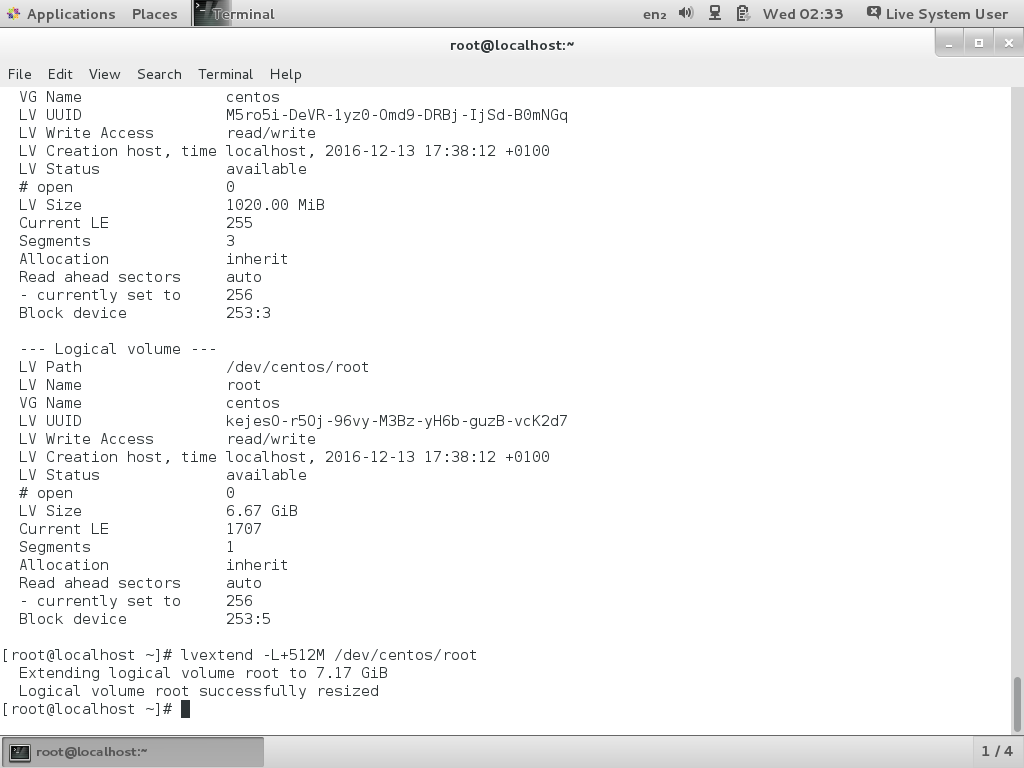 Applications Places Terminal en₂ Wed 02:33 Live System User
root@localhost:~
File Edit View Search Terminal Help
VG Name centos
LV UUID M5ro5i-DeVR-1yz0-Omd9-DRBj-IjSd-B0mNGq
LV Write Access read/write
LV Creation host, time localhost, 2016-12-13 17:38:12 +0100
LV Status available
# open 0
LV Size 1020.00 MiB
Current LE 255
Segments 3
Allocation inherit
Read ahead sectors auto
- currently set to 256
Block device 253:3
--- Logical volume ---
LV Path /dev/centos/root
LV Name root
VG Name centos
LV UUID kejesO-r5Oj-96vy-M3Bz-yH6b-guzB-vcK2d7
LV Write Access read/write
LV Creation host, time localhost, 2016-12-13 17:38:12 +0100
LV Status available
# open 0
LV Size 6.67 GiB
Current LE 1707
Segments 1
Allocation inherit
Read ahead sectors auto
- currently set to 256
Block device 253:5
[root@localhost ~]# lvextend -L+512M /dev/centos/root
Extending logical volume root to 7.17 GiB
Logical volume root successfully resized
[root@localhost ~]#
root@localhost:~ 1 / 4